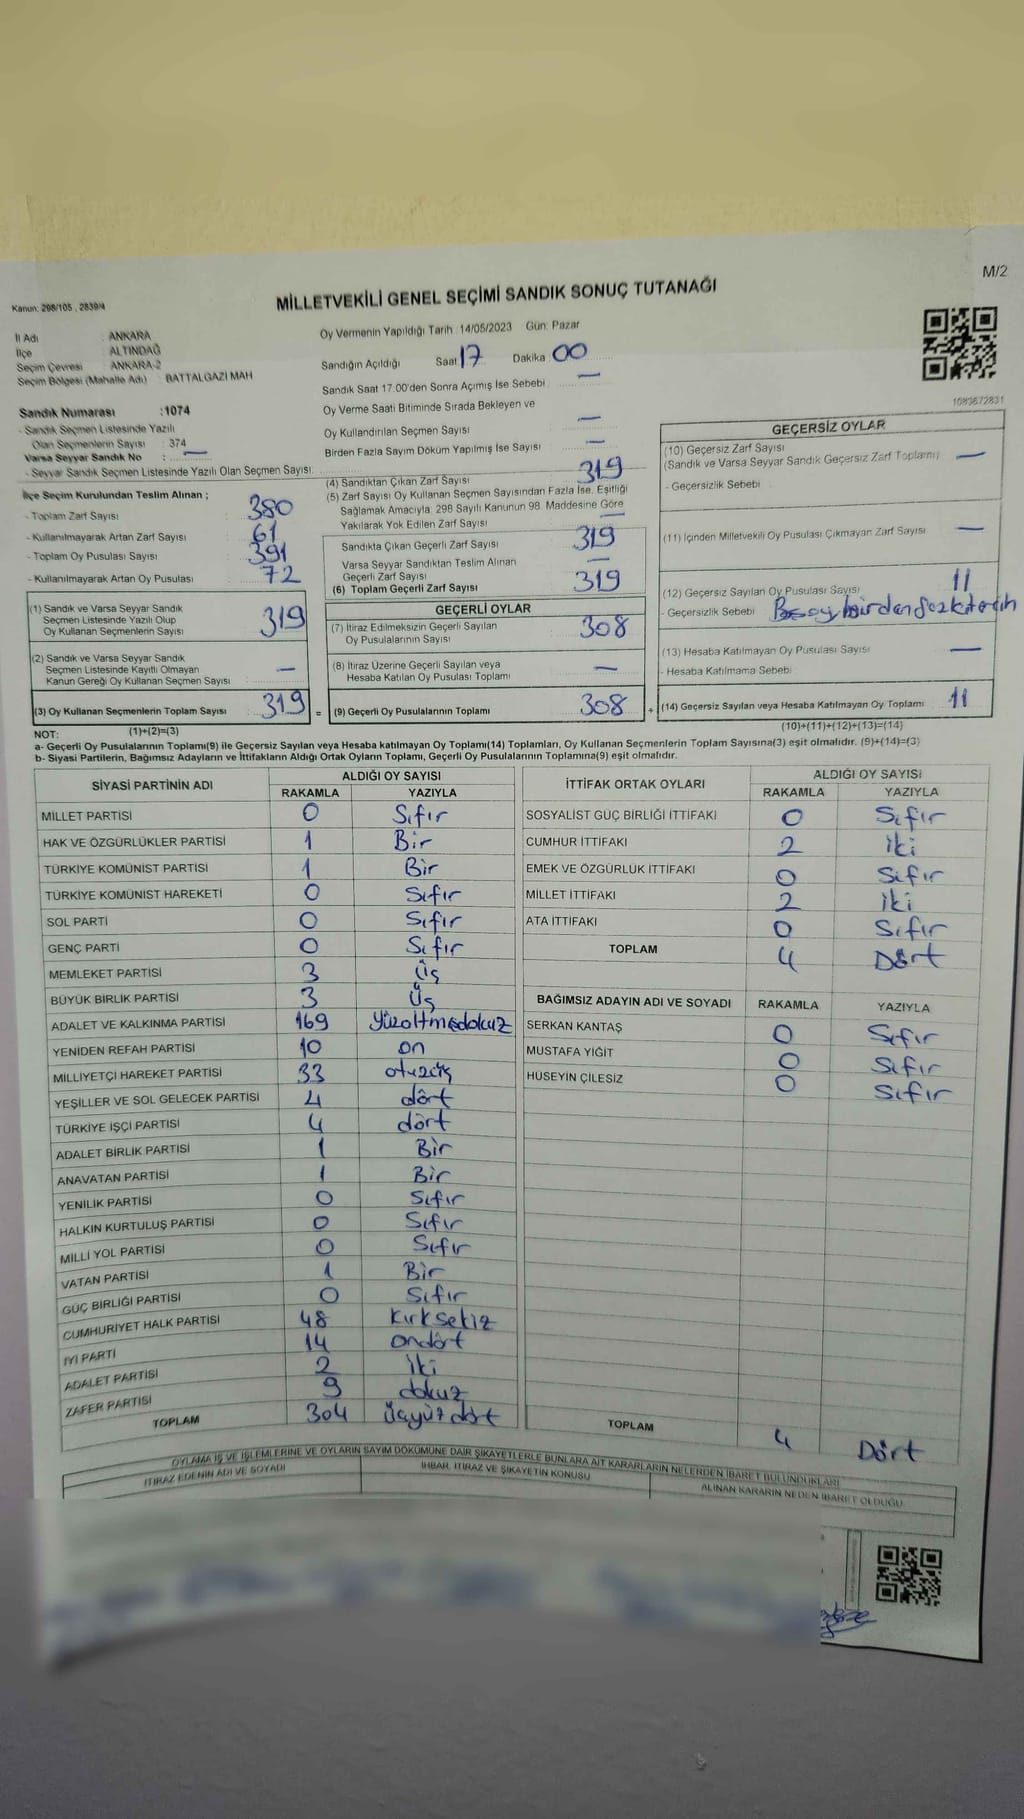 M/2
Kanun: 298/105 , 2839/4
MİLLETVEKİLİ GENEL SEÇİMİ SANDIK SONUÇ TUTANAĞI
İl Adı : ANKARA
İlçe : ALTINDAĞ
Seçim Çevresi : ANKARA-2
Seçim Bölgesi (Mahalle Adı) : BATTALGAZİ MAH
Sandık Numarası :1074
- Sandık Seçmen Listesinde Yazılı
Olan Seçmenlerin Sayısı : 374
Varsa Seyyar Sandık No : —
- Seyyar Sandık Seçmen Listesinde Yazılı Olan Seçmen Sayısı:
Oy Vermenin Yapıldığı Tarih :14/05/2023 Gün: Pazar
Sandığın Açıldığı Saat 17 Dakika 00
Sandık Saat 17.00'den Sonra Açımış İse Sebebi —
Oy Verme Saati Bitiminde Sırada Bekleyen ve
Oy Kullandırılan Seçmen Sayısı —
Birden Fazla Sayım Döküm Yapılmış İse Sayısı —
1083672831
İlçe Seçim Kurulundan Teslim Alınan ;
- Toplam Zarf Sayısı 380
- Kullanılmayarak Artan Zarf Sayısı 61
- Toplam Oy Pusulası Sayısı 391
- Kullanılmayarak Artan Oy Pusulası 72
(1) Sandık ve Varsa Seyyar Sandık
Seçmen Listesinde Yazılı Olup
Oy Kullanan Seçmenlerin Sayısı 319
(2) Sandık ve Varsa Seyyar Sandık
Seçmen Listesinde Kayıtlı Olmayan
Kanun Gereği Oy Kullanan Seçmen Sayısı —
(3) Oy Kullanan Seçmenlerin Toplam Sayısı 319 =
(4) Sandıktan Çıkan Zarf Sayısı 319
(5) Zarf Sayısı Oy Kullanan Seçmen Sayısından Fazla İse, Eşitliği
Sağlamak Amacıyla, 298 Sayılı Kanunun 98. Maddesine Göre
Yakılarak Yok Edilen Zarf Sayısı —
Sandıkta Çıkan Geçerli Zarf Sayısı 319
Varsa Seyyar Sandıktan Teslim Alınan
Geçerli Zarf Sayısı —
(6) Toplam Geçerli Zarf Sayısı 319
GEÇERLİ OYLAR
(7) İtiraz Edilmeksizin Geçerli Sayılan
Oy Pusulalarının Sayısı 308
(8) İtiraz Üzerine Geçerli Sayılan veya
Hesaba Katılan Oy Pusulası Toplamı —
(9) Geçerli Oy Pusulalarının Toplamı 308 +
GEÇERSİZ OYLAR
(10) Geçersiz Zarf Sayısı
(Sandık ve Varsa Seyyar Sandık Geçersiz Zarf Toplamı) —
- Geçersizlik Sebebi :
(11) İçinden Milletvekili Oy Pusulası Çıkmayan Zarf Sayısı —
(12) Geçersiz Sayılan Oy Pusulası Sayısı 11
- Geçersizlik Sebebi
(13) Hesaba Katılmayan Oy Pusulası Sayısı —
- Hesaba Katılmama Sebebi
(14) Geçersiz Sayılan veya Hesaba Katılmayan Oy Toplamı 11
NOT: (1)+(2)=(3)
(10)+(11)+(12)+(13)=(14)
a- Geçerli Oy Pusulalarının Toplamı(9) ile Geçersiz Sayılan veya Hesaba katılmayan Oy Toplamı(14) Toplamları, Oy Kullanan Seçmenlerin Toplam Sayısına(3) eşit olmalıdır. (9)+(14)=(3)
b- Siyasi Partilerin, Bağımsız Adayların ve İttifakların Aldığı Ortak Oyların Toplamı, Geçerli Oy Pusulasının Toplamına(9) eşit olmalıdır.
SİYASİ PARTİNİN ADI ALDIĞI OY SAYISI
RAKAMLA YAZIYLA
MİLLET PARTİSİ 0 Sıfır
HAK VE ÖZGÜRLÜKLER PARTİSİ 1 Bir
TÜRKİYE KOMÜNİST PARTİSİ 1 Bir
TÜRKİYE KOMÜNİST HAREKETİ 0 Sıfır
SOL PARTİ 0 Sıfır
GENÇ PARTİ 0 Sıfır
MEMLEKET PARTİSİ 3 Üç
BÜYÜK BİRLİK PARTİSİ 3 Üç
ADALET VE KALKINMA PARTİSİ 169 Yüzaltmışdokuz
YENİDEN REFAH PARTİSİ 10 on
MİLLİYETÇİ HAREKET PARTİSİ 33 otuzüç
YEŞİLLER VE SOL GELECEK PARTİSİ 4 dört
TÜRKİYE İŞÇİ PARTİSİ 4 dört
ADALET BİRLİK PARTİSİ 1 Bir
ANAVATAN PARTİSİ 1 Bir
YENİLİK PARTİSİ 0 Sıfır
HALKIN KURTULUŞ PARTİSİ 0 Sıfır
MİLLİ YOL PARTİSİ 0 Sıfır
VATAN PARTİSİ 1 Bir
GÜÇ BİRLİĞİ PARTİSİ 0 Sıfır
CUMHURİYET HALK PARTİSİ 48 Kırksekiz
İYİ PARTİ 14 ondört
ADALET PARTİSİ 2 İki
ZAFER PARTİSİ 9 dokuz
TOPLAM 304 Üçyüzdört
İTTİFAK ORTAK OYLARI ALDIĞI OY SAYISI
RAKAMLA YAZIYLA
SOSYALİST GÜÇ BİRLİĞİ İTTİFAKI 0 Sıfır
CUMHUR İTTİFAKI 2 iki
EMEK VE ÖZGÜRLÜK İTTİFAKI 0 Sıfır
MİLLET İTTİFAKI 2 iki
ATA İTTİFAKI 0 Sıfır
TOPLAM 4 Dört
BAĞIMSIZ ADAYIN ADI VE SOYADI RAKAMLA YAZIYLA
SERKAN KANTAŞ 0 Sıfır
MUSTAFA YİĞİT 0 Sıfır
HÜSEYİN ÇİLESİZ 0 Sıfır
TOPLAM 4 Dört
OYLAMA İŞ VE İŞLEMLERİNE VE OYLARIN SAYIM DÖKÜMÜNE DAİR ŞİKAYETLERLE BUNLARA AİT KARARLARIN NELERDEN İBARET BULUNDUKLARI
İTİRAZ EDENİN ADI VE SOYADI İHBAR, İTİRAZ VE ŞİKAYETİN KONUSU ALINAN KARARIN NEDEN İBARET OLDUĞU